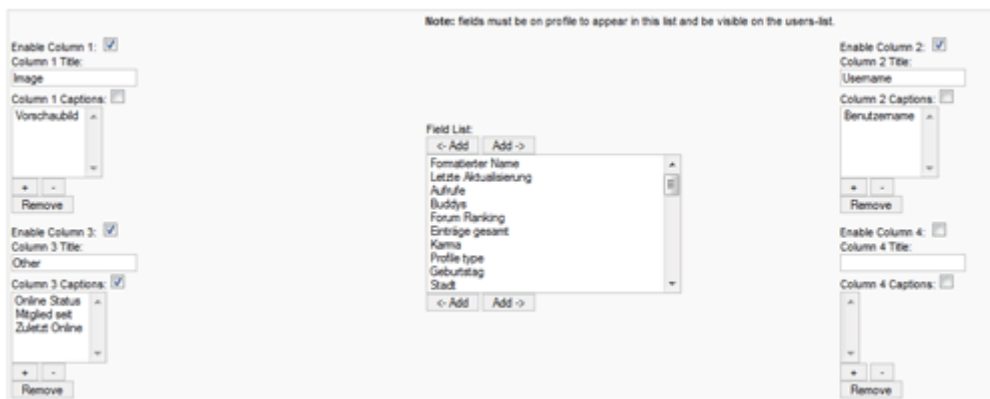 Note: fields must be on profile to appear in this list and be visible on the users-list.
Enable Column 1:
Column 1 Title:
Image
Column 1 Captions:
Vorschaubild
+ -
Remove
Enable Column 3:
Column 3 Title:
Other
Column 3 Captions:
Online Status
Mitglied seit
Zuletzt Online
+ -
Remove
Field List:
<- Add Add ->
Formatierter Name
Letzte Aktualisierung
Aufrufe
Buddys
Forum Ranking
Einträge gesamt
Karma
Profile type
Geburtstag
Stadt
<- Add Add ->
Enable Column 2:
Column 2 Title:
Username
Column 2 Captions:
Benutzername
+ -
Remove
Enable Column 4:
Column 4 Title:
Column 4 Captions:
+ -
Remove